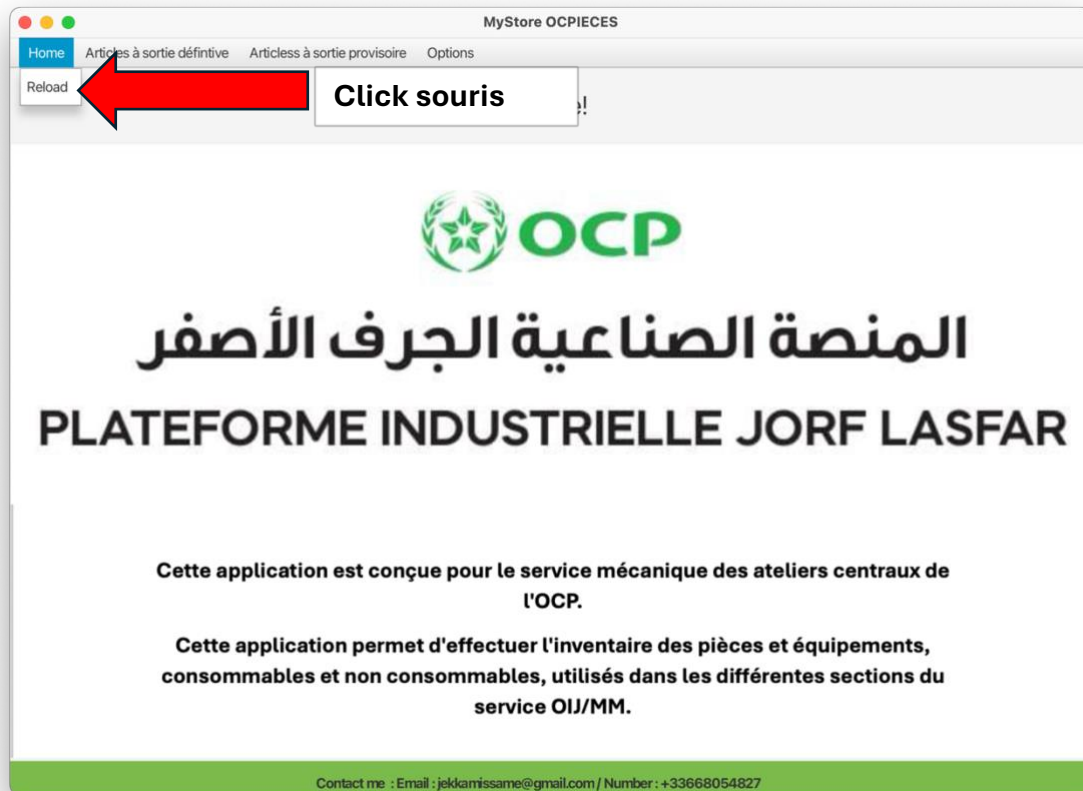 MyStore OCPIECES
Home Articles à sortie défintive Articless à sortie provisoire Options
Reload
Click souris
OCP
المنصة الصناعية الجرف الأصفر
PLATEFORME INDUSTRIELLE JORF LASFAR
Cette application est conçue pour le service mécanique des ateliers centraux de
l'OCP.
Cette application permet d'effectuer l'inventaire des pièces et équipements,
consommables et non consommables, utilisés dans les différentes sections du
service OIJ/MM.
Contact me : Email : jekkamissame@gmail.com / Number : +33668054827